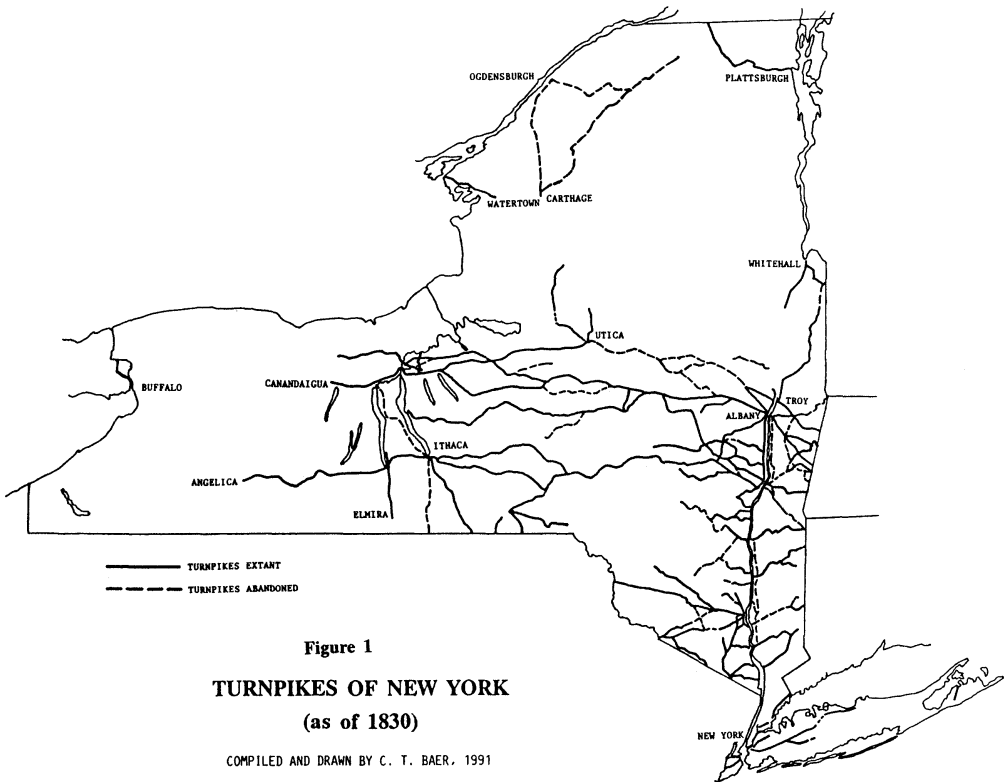 OGDENSBURGH
PLATTSBURGH
WATERTOWN
CARTHAGE
WHITEHALL
UTICA
BUFFALO
CANANDAIGUA
TROY
ALBANY
ITHACA
ANGELICA
ELMIRA
TURNPIKES EXTANT
TURNPIKES ABANDONED
Figure 1
TURNPIKES OF NEW YORK
(as of 1830)
COMPILED AND DRAWN BY C. T. BAER, 1991
NEW YORK